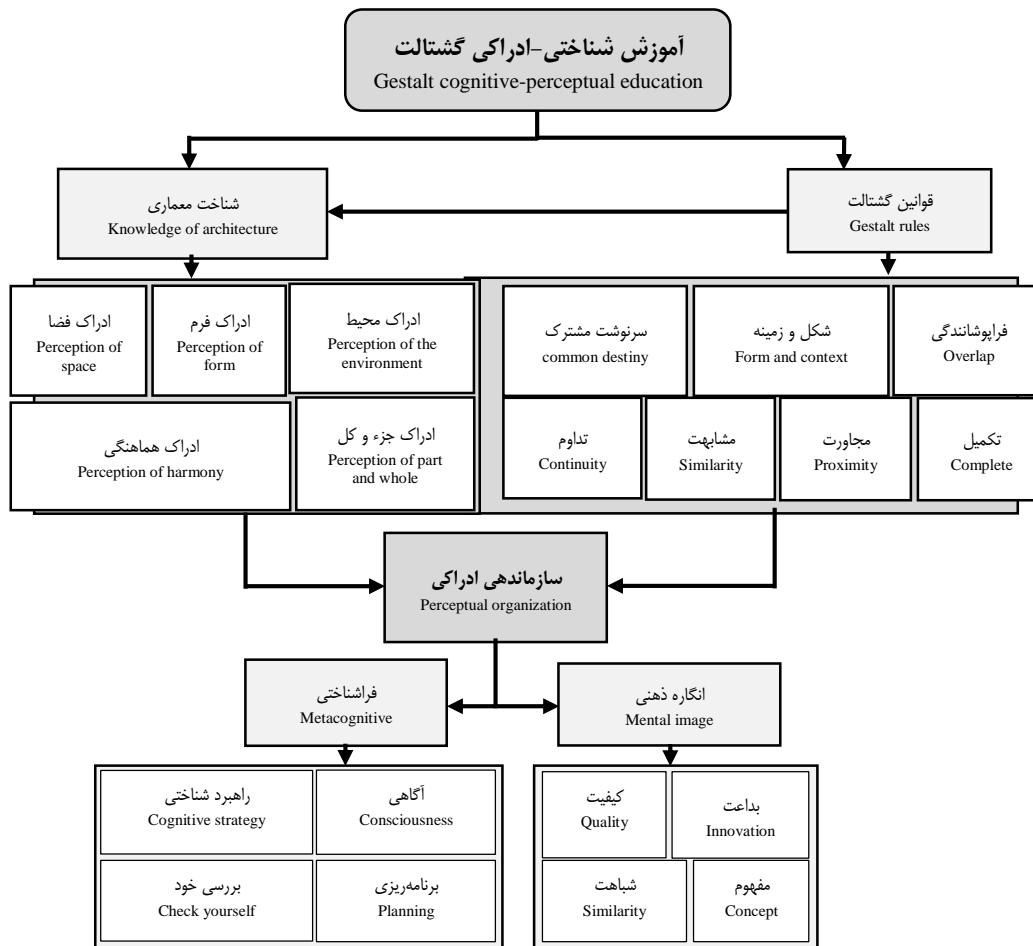 آموزش شناختی-ادراکی گشتالت
Gestalt cognitive-perceptual education
قوانین گشتالت
Gestalt rules
شناخت معماری
Knowledge of architecture
فراپوشانندگی
Overlap
شکل و زمینه
Form and context
سرنوشت مشترک
common destiny
تکمیل
Complete
مجاورت
Proximity
مشابهت
Similarity
تداوم
Continuity
ادراک محیط
Perception of the
environment
ادراک فرم
Perception of
form
ادراک فضا
Perception of
space
ادراک جزء و کل
Perception of part
and whole
ادراک هماهنگی
Perception of harmony
سازماندهی ادراکی
Perceptual organization
انگاره ذهنی
Mental image
فراشناختی
Metacognitive
بداعت
Innovation
کیفیت
Quality
مفهوم
Concept
شباهت
Similarity
آگاهی
Consciousness
راهبرد شناختی
Cognitive strategy
برنامه‌ریزی
Planning
بررسی خود
Check yourself